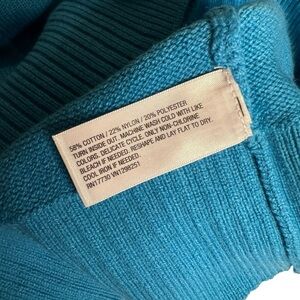 58% COTTON / 22% NYLON / 20% POLYESTER
TURN INSIDE OUT. MACHINE WASH COLD WITH LIKE
COLORS, DELICATE CYCLE. ONLY NON-CHLORINE
BLEACH IF NEEDED. RESHAPE AND LAY FLAT TO DRY.
COOL IRON IF NEEDED.
RN17730 VN1298251